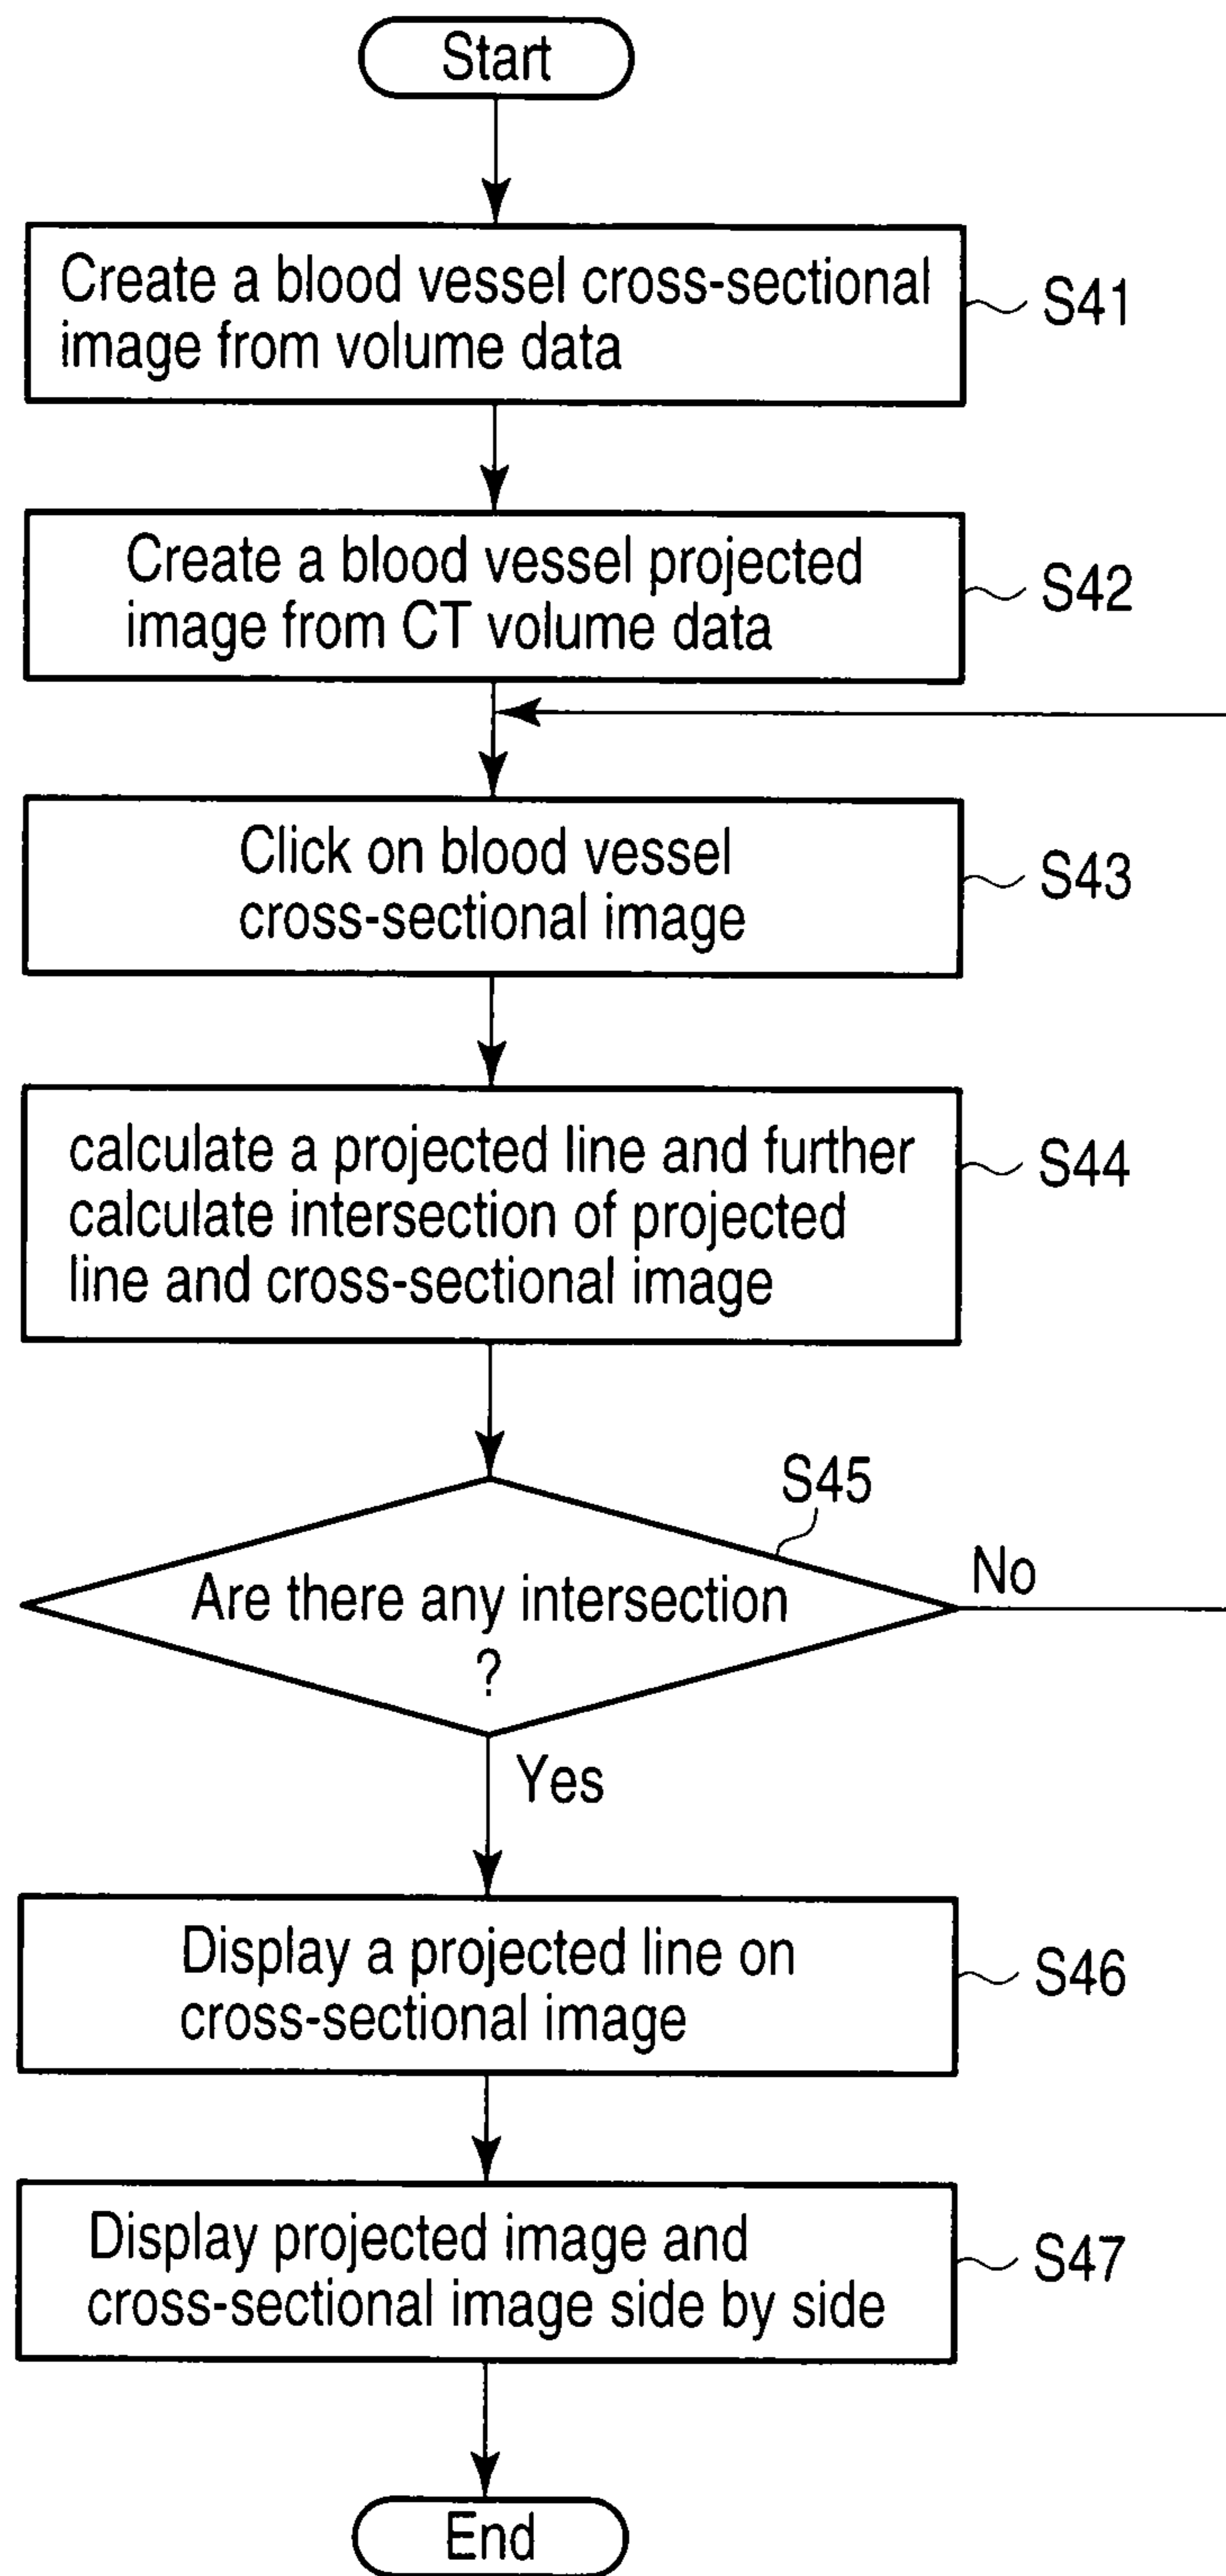 Start
Create a blood vessel cross-sectional
image from volume data
S41
Create a blood vessel projected
image from CT volume data
S42
Click on blood vessel
cross-sectional image
S43
calculate a projected line and further
calculate intersection of projected
line and cross-sectional image
S44
S45
Are there any intersection
?
No
Yes
Display a projected line on
cross-sectional image
S46
Display projected image and
cross-sectional image side by side
S47
End